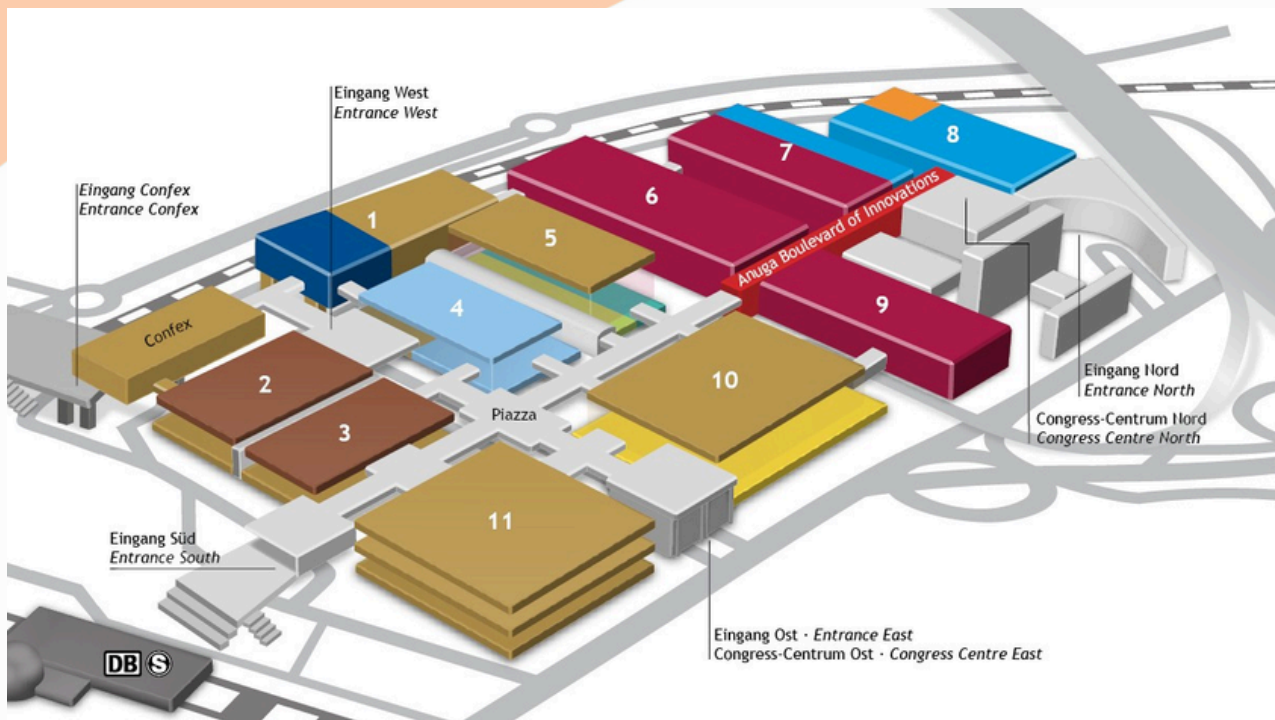 Eingang West
Entrance West
Eingang Confex
Entrance Confex
8
7
6
1
5
Anuga Boulevard of Innovations
4
9
Confex
2
10
3
Piazza
Eingang Nord
Entrance North
Congress-Centrum Nord
Congress Centre North
11
Eingang Süd
Entrance South
Eingang Ost · Entrance East
Congress-Centrum Ost · Congress Centre East
DB S